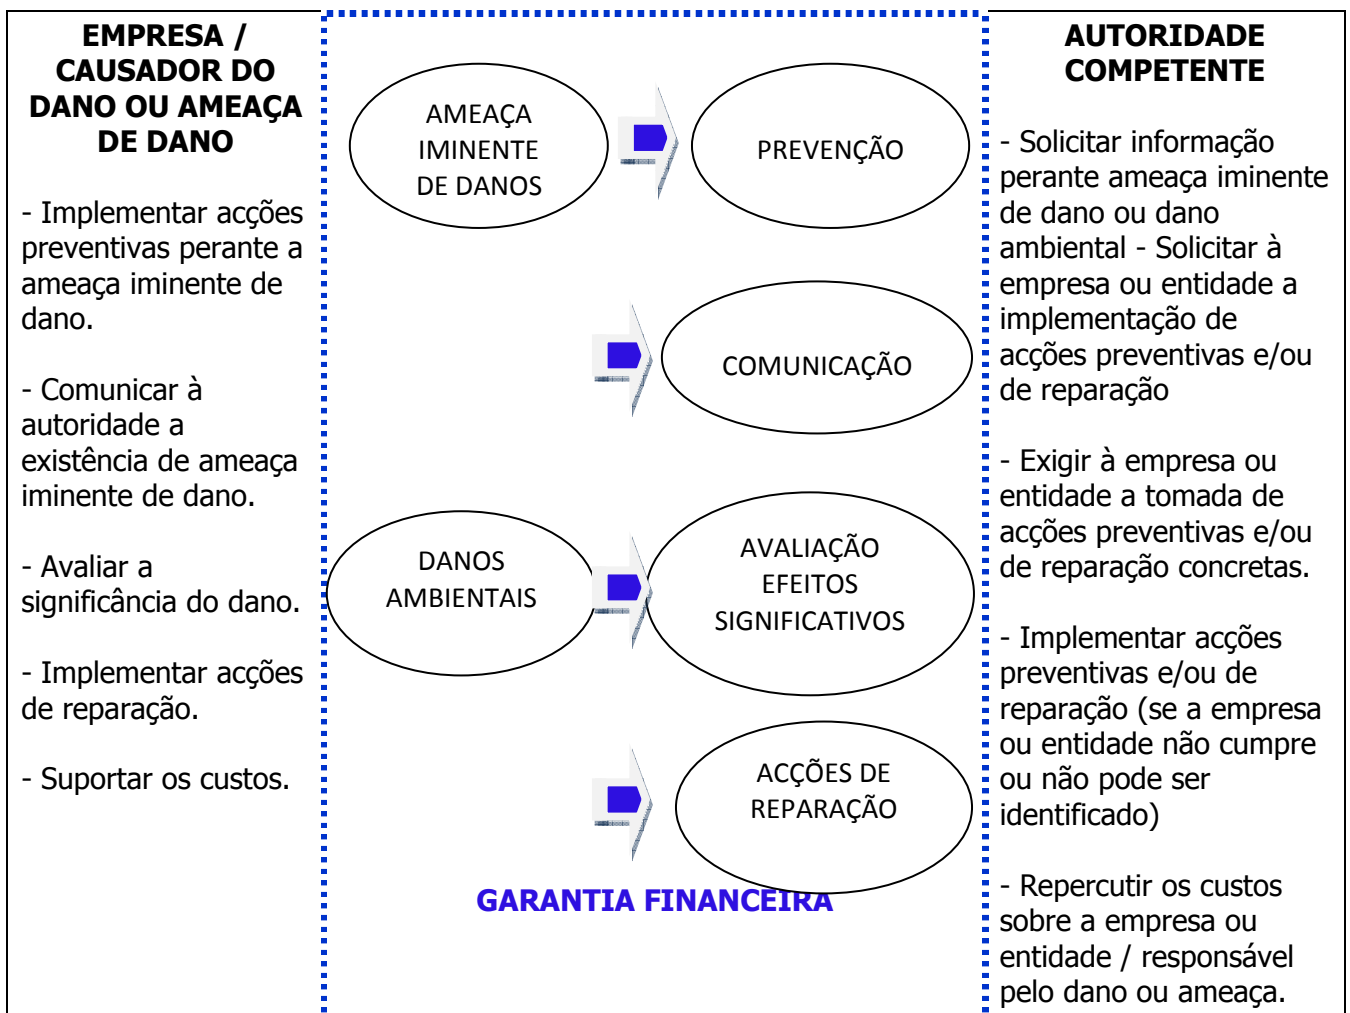 EMPRESA /
CAUSADOR DO
DANO OU AMEAÇA
DE DANO
- Implementar acções
preventivas perante a
ameaça iminente de
dano.
- Comunicar à
autoridade a
existência de ameaça
iminente de dano.
- Avaliar a
significância do dano.
- Implementar acções
de reparação.
- Suportar os custos.
AMEAÇA
IMINENTE
DE DANOS
PREVENÇÃO
COMUNICAÇÃO
DANOS
AMBIENTAIS
AVALIAÇÃO
EFEITOS
SIGNIFICATIVOS
ACÇÕES DE
REPARAÇÃO
GARANTIA FINANCEIRA
AUTORIDADE
COMPETENTE
- Solicitar informação
perante ameaça iminente
de dano ou dano
ambiental - Solicitar à
empresa ou entidade a
implementação de
acções preventivas e/ou
de reparação
- Exigir à empresa ou
entidade a tomada de
acções preventivas e/ou
de reparação concretas.
- Implementar acções
preventivas e/ou de
reparação (se a empresa
ou entidade não cumpre
ou não pode ser
identificado)
- Repercutir os custos
sobre a empresa ou
entidade / responsável
pelo dano ou ameaça.